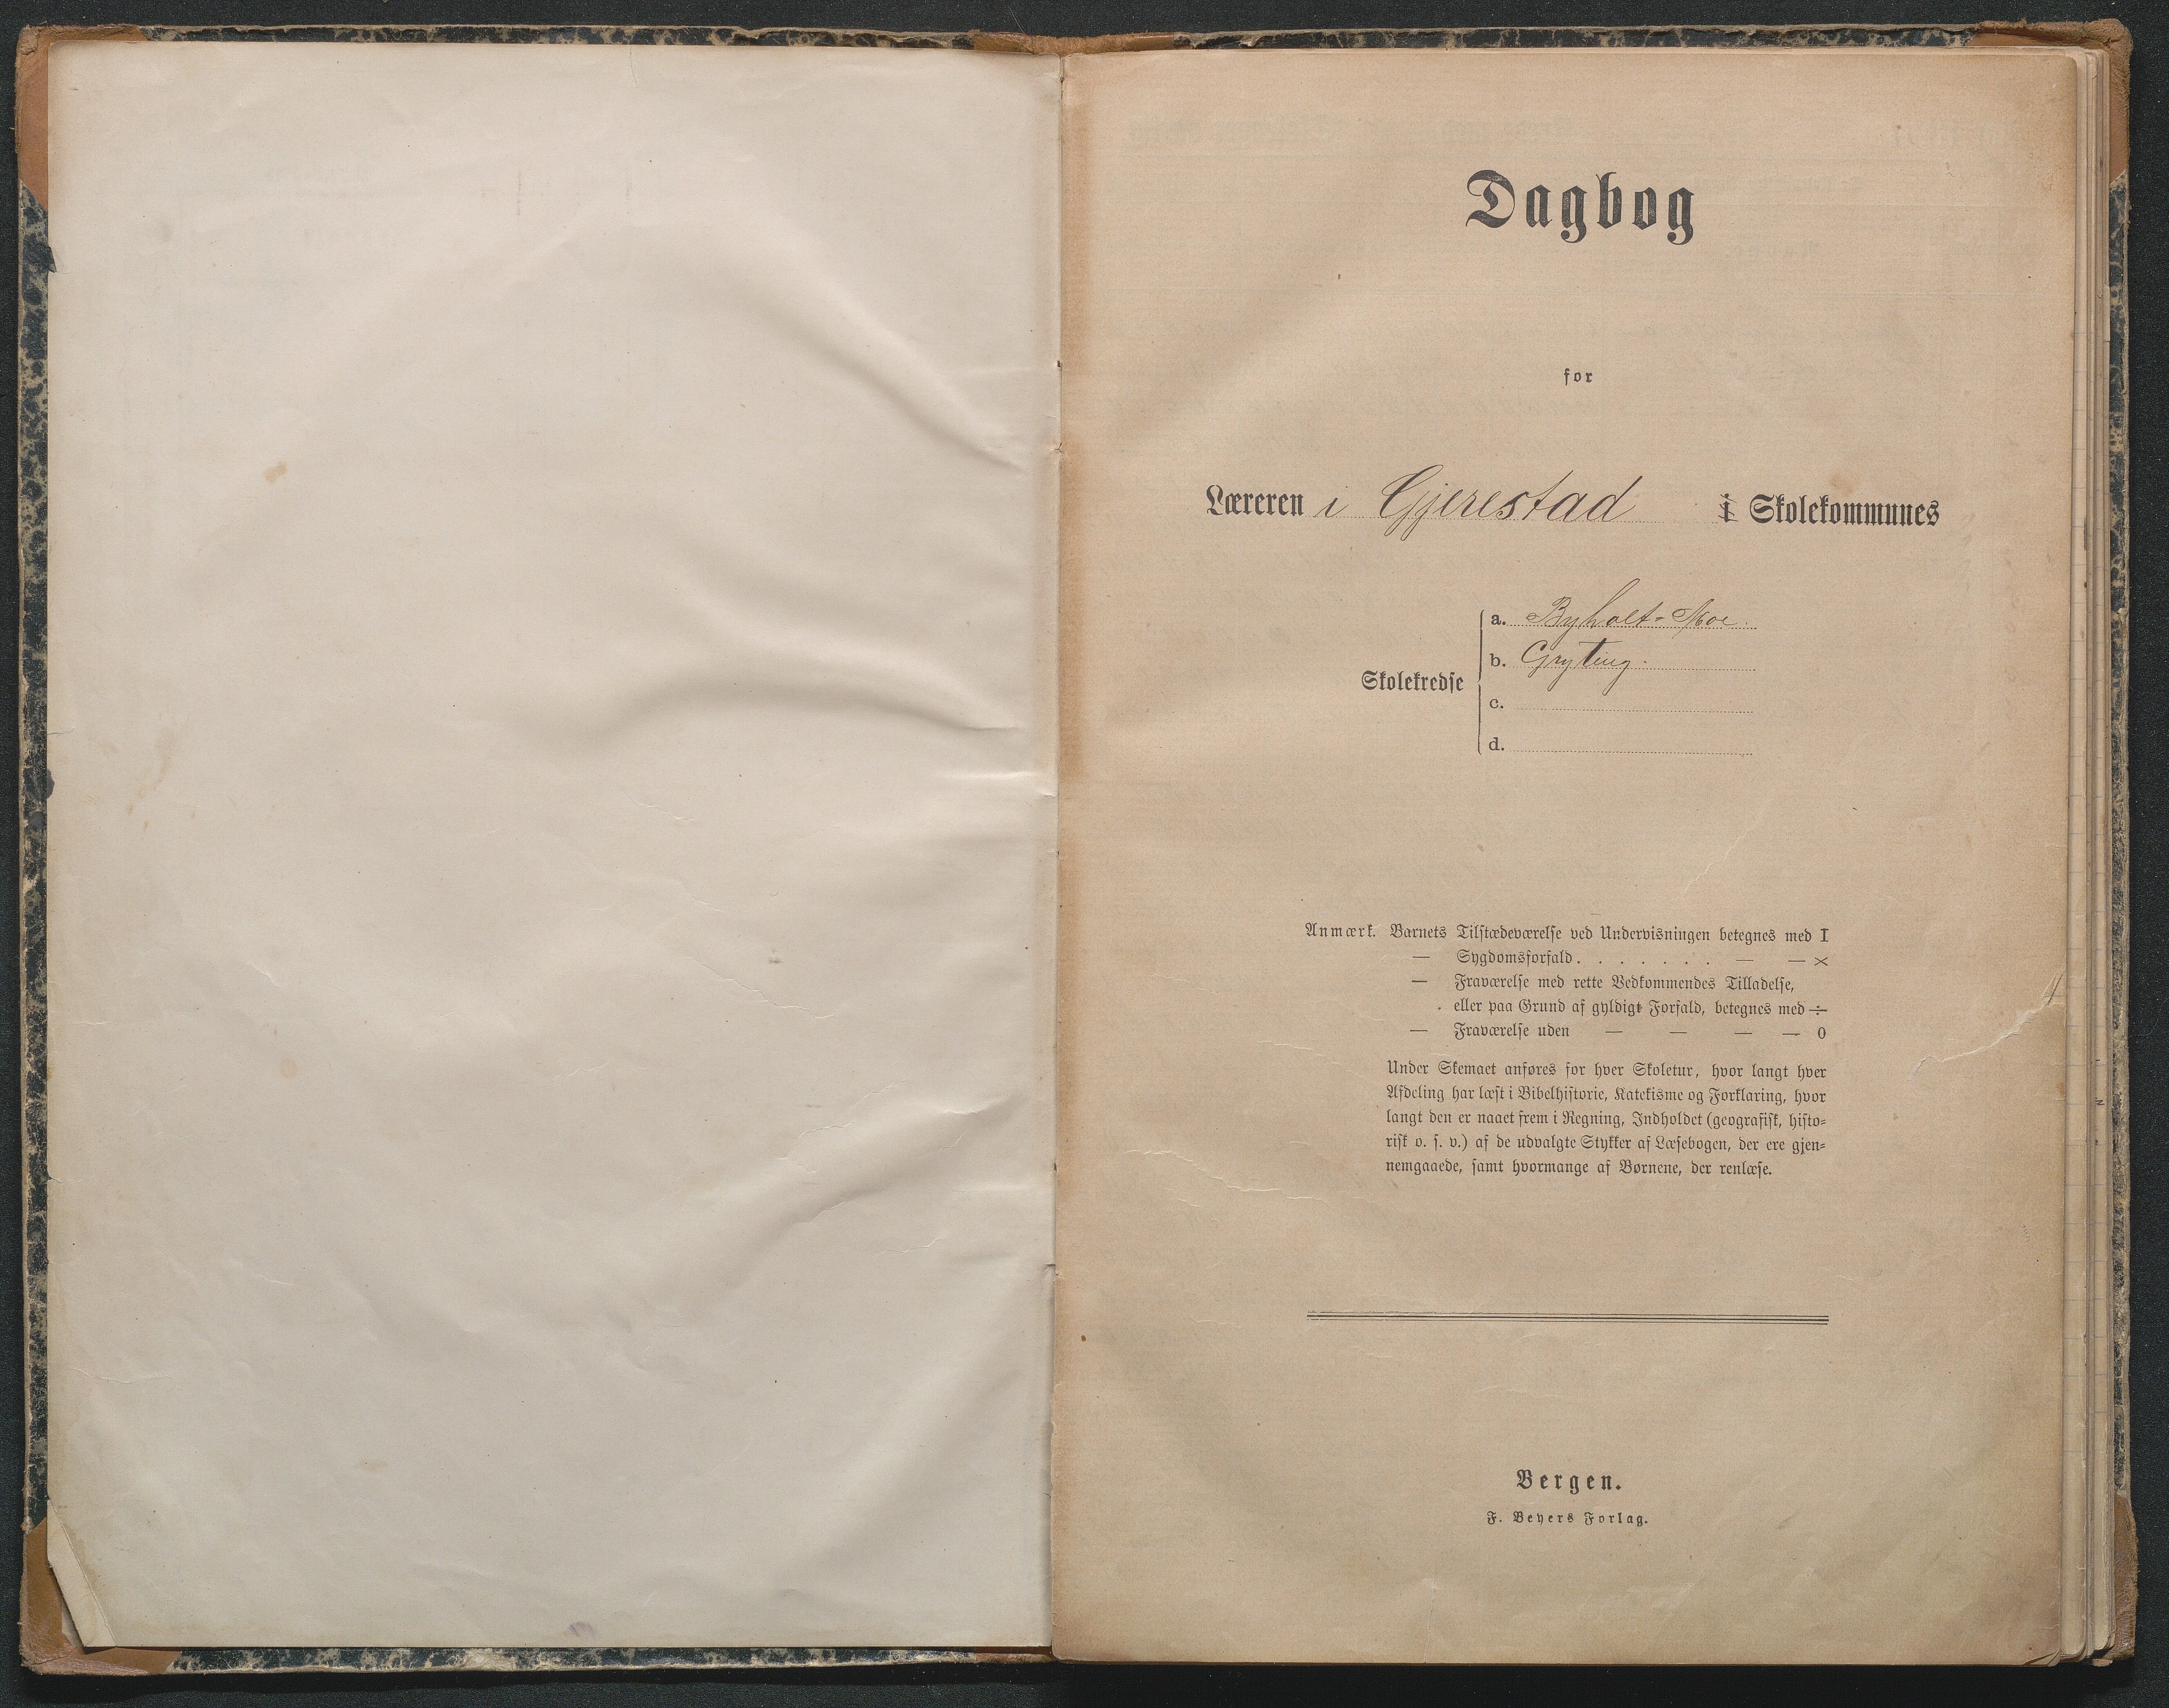 Dagbog
for
Læreren i Gjerestad i Skolekommunes
Skolekredse
a. Byholt-Moe.
b. Gryting.
c.
d.
Anmærk. Barnets Tilstædeværelse ved Undervisningen betegnes med I
— Sygdomsforfald. . . . . . . — — ×
— Fraværelse med rette Vedkommendes Tilladelse,
eller paa Grund af gyldigt Forfald, betegnes med ÷
— Fraværelse uden — — — — 0
Under Skemaet anføres for hver Skoletur, hvor langt hver
Afdeling har læst i Bibelhistorie, Katekisme og Forklaring, hvor
langt den er naaet frem i Regning, Indholdet (geografisk, histo-
risk o. s. v.) af de udvalgte Stykker af Læsebogen, der ere gjen-
nemgaaede, samt hvormange af Børnene, der renlæse.
Bergen.
F. Beyers Forlag.